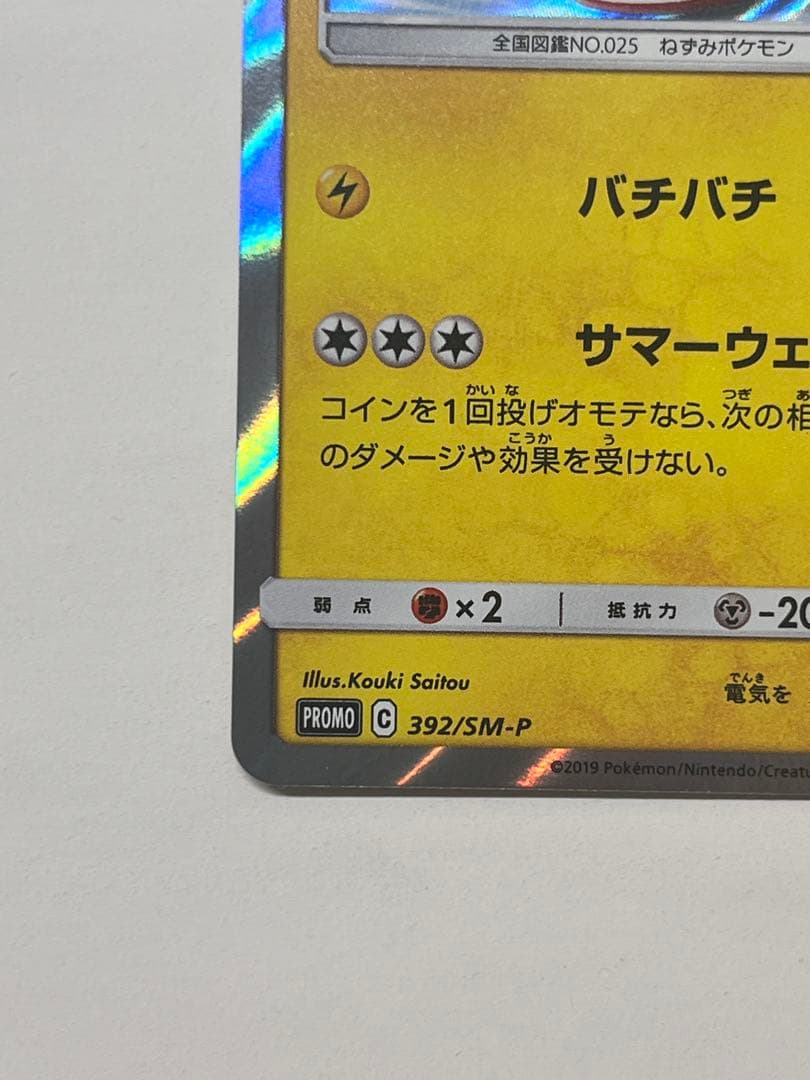 全国図鑑NO.025 ねずみポケモン
バチバチ
サマーウェ
コインを1回投げオモテなら、次の相
のダメージや効果を受けない。
弱点 ×2 抵抗力 -20
Illus.Kouki Saitou
電気を
PROMO C 392/SM-P
©2019 Pokémon/Nintendo/Creatu